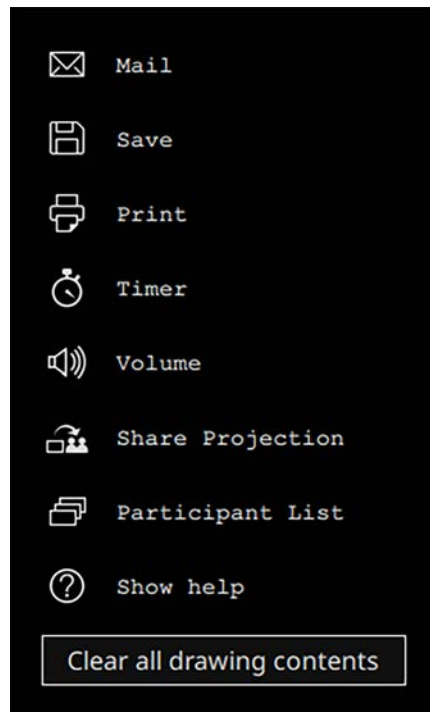 Mail
Save
Print
Timer
Volume
Share Projection
Participant List
Show help
Clear all drawing contents